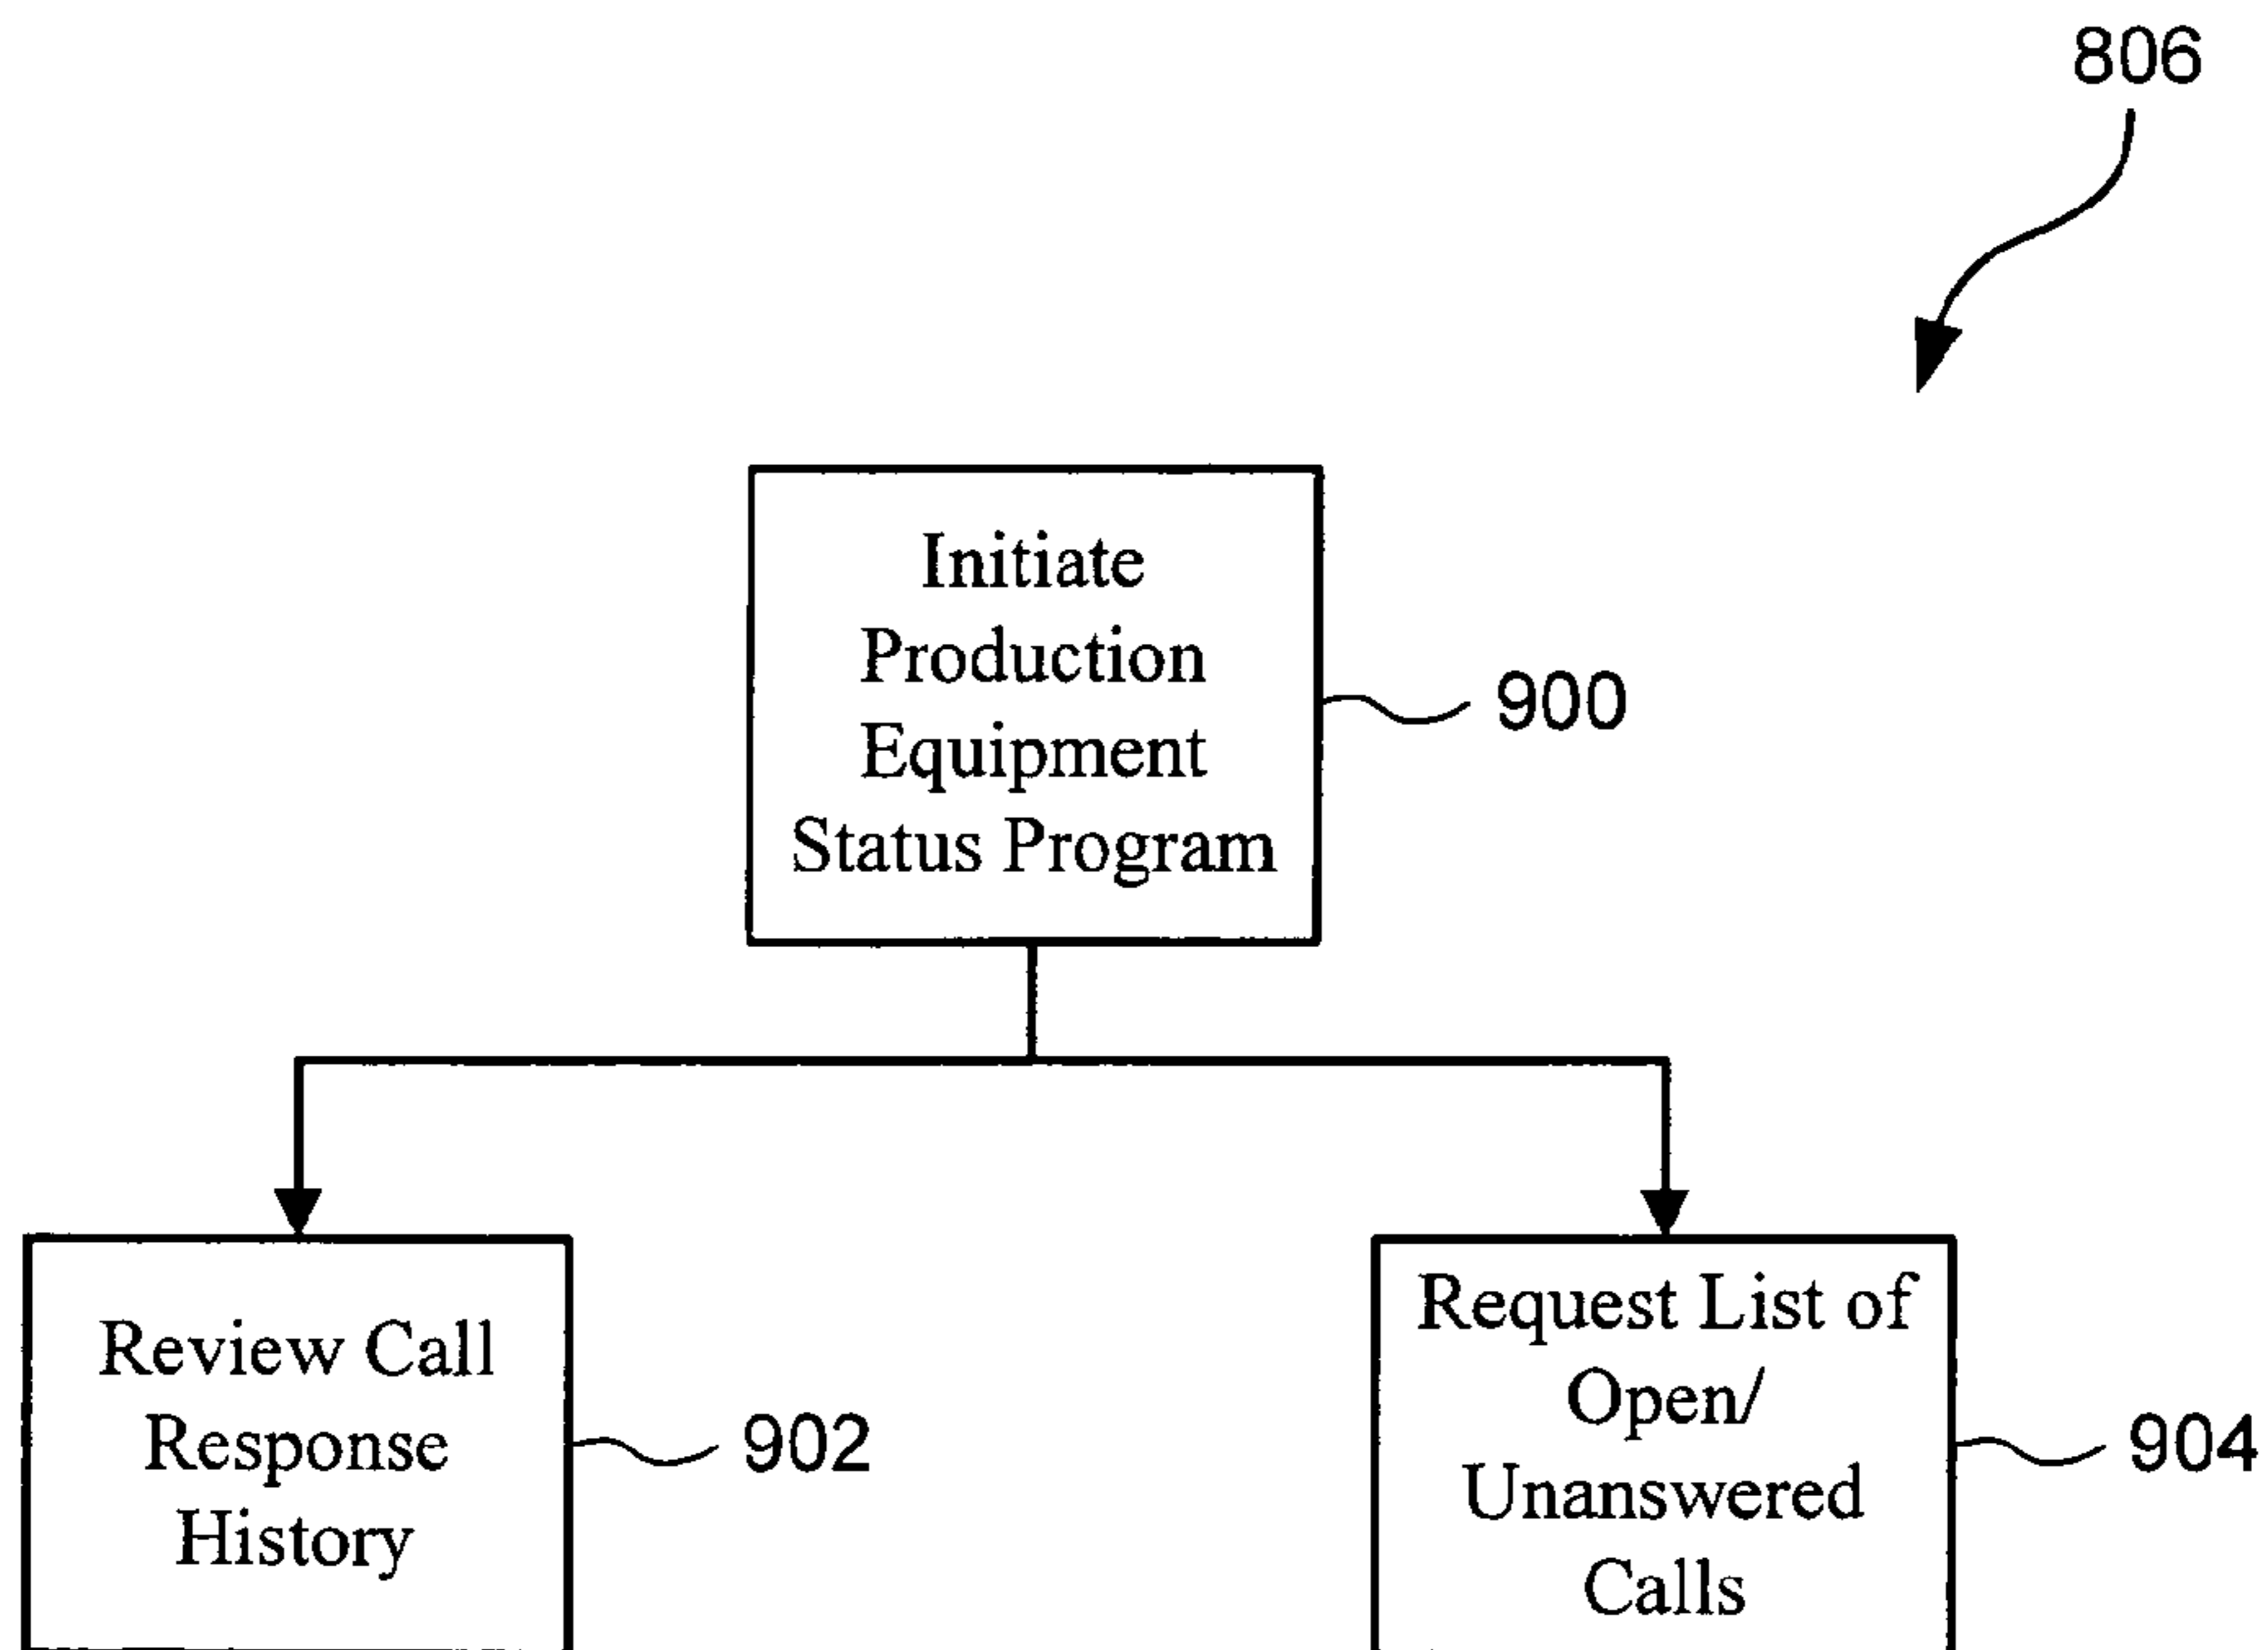 806
Initiate
Production
Equipment
Status Program
900
Review Call
Response
History
902
Request List of
Open/
Unanswered
Calls
904